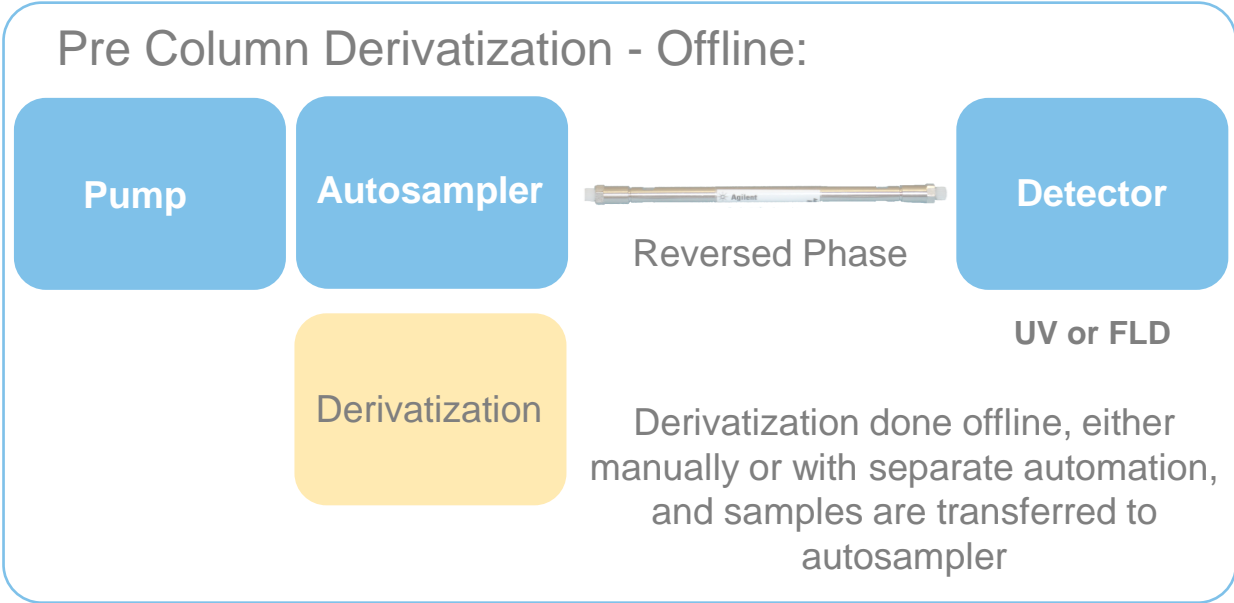 Pre Column Derivatization - Offline:
Pump
Autosampler
Agilent
Detector
Reversed Phase
UV or FLD
Derivatization
Derivatization done offline, either
manually or with separate automation,
and samples are transferred to
autosampler